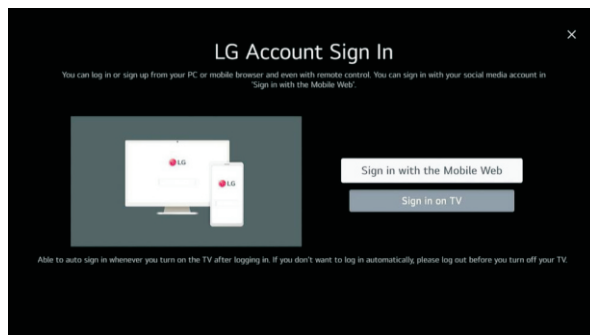 LG Account Sign In
You can log in or sign up from your PC or mobile browser and even with remote control. You can sign in with your social media account in
'Sign in with the Mobile Web'.
LG
LG
Sign in with the Mobile Web
Sign in on TV
Able to auto sign in whenever you turn on the TV after logging in. If you don't want to log in automatically, please log out before you turn off your TV.